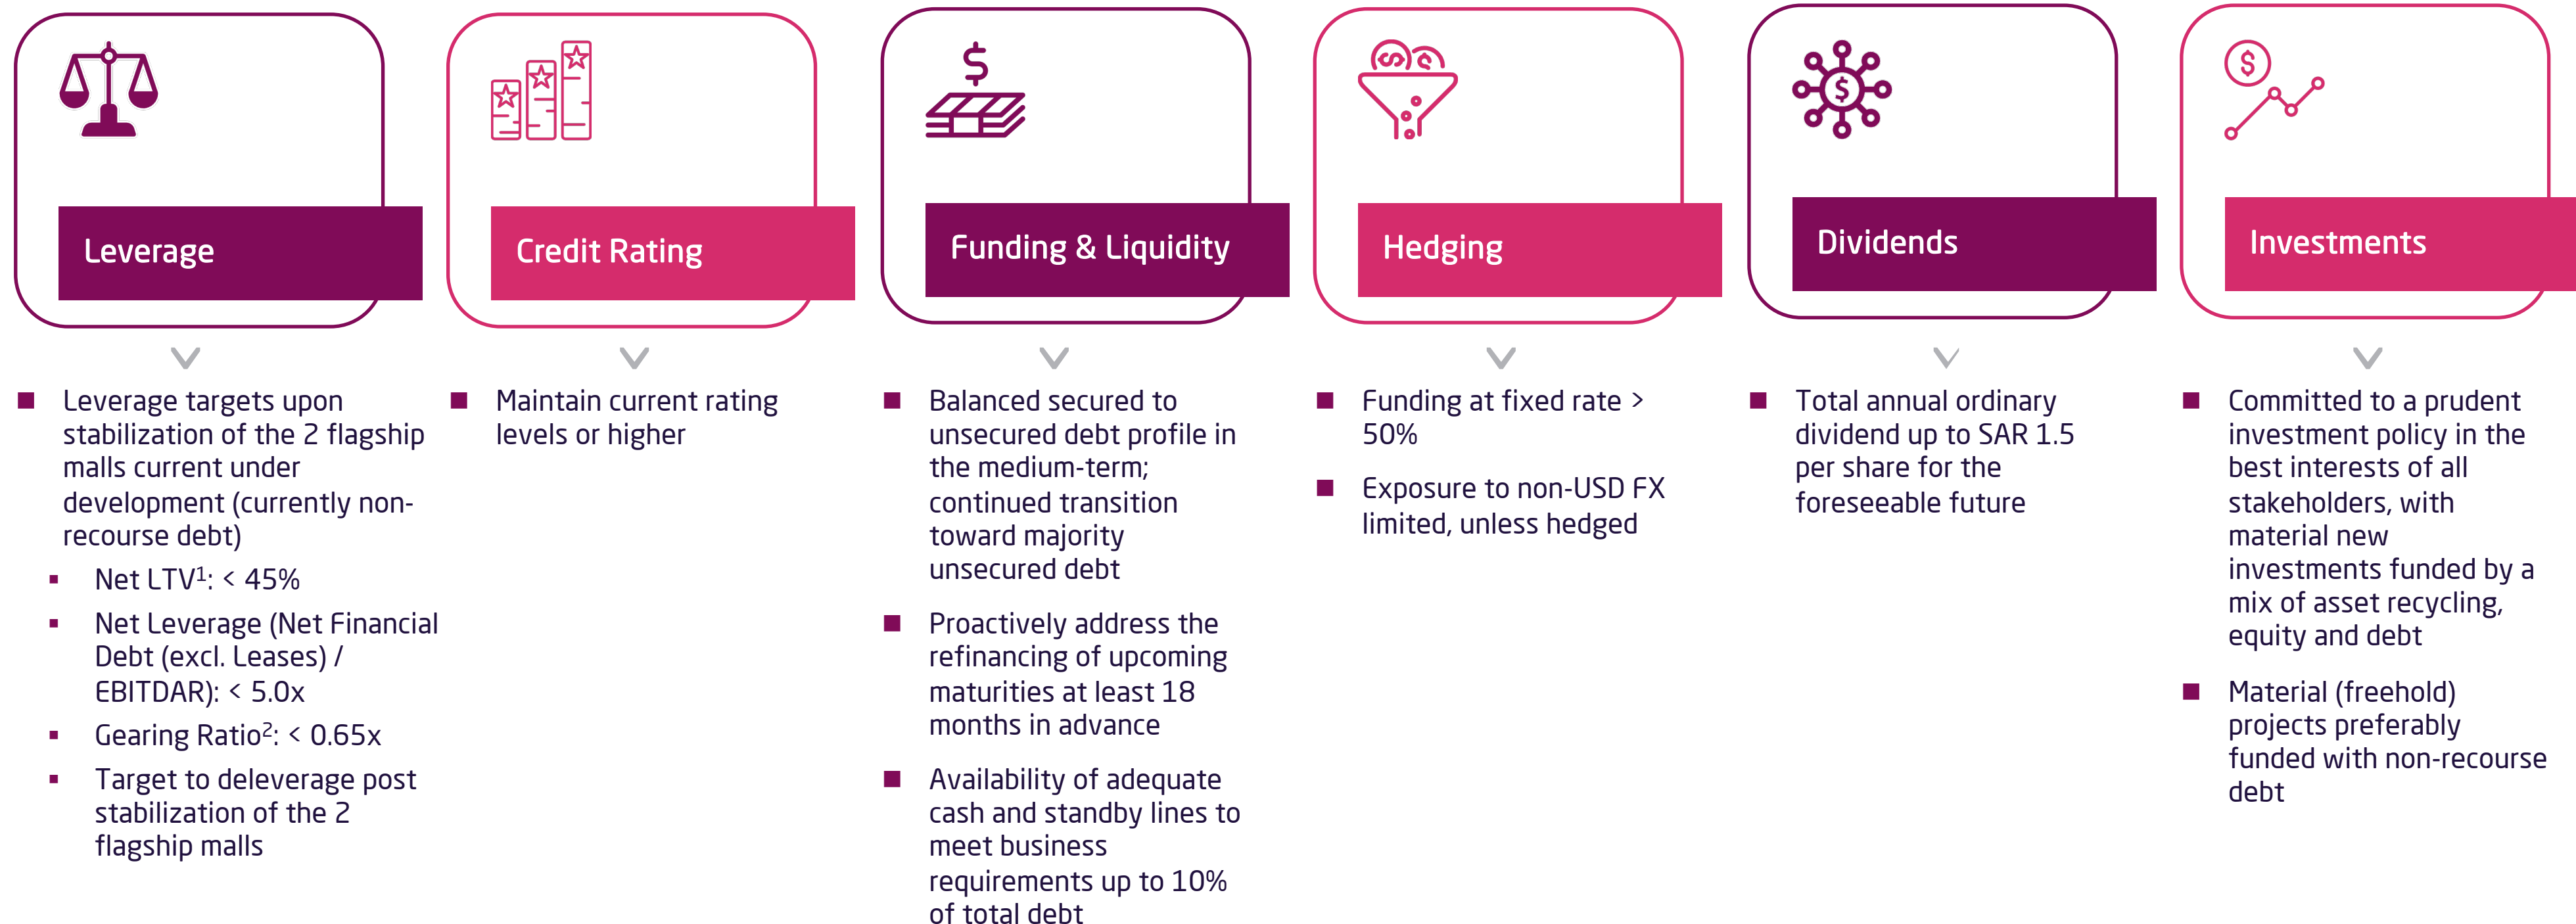 Leverage
Leverage targets upon
stabilization of the 2 flagship
malls current under
development (currently non-
recourse debt)
Net LTV1: < 45%
Net Leverage (Net Financial
Debt (excl. Leases) /
EBITDAR): < 5.0x
Gearing Ratio2: < 0.65x
Target to deleverage post
stabilization of the 2
flagship malls
Credit Rating
Maintain current rating
levels or higher
Funding & Liquidity
Balanced secured to
unsecured debt profile in
the medium-term;
continued transition
toward majority
unsecured debt
Proactively address the
refinancing of upcoming
maturities at least 18
months in advance
Availability of adequate
cash and standby lines to
meet business
requirements up to 10%
of total debt
Hedging
Funding at fixed rate >
50%
Exposure to non-USD FX
limited, unless hedged
Dividends
Total annual ordinary
dividend up to SAR 1.5
per share for the
foreseeable future
Investments
Committed to a prudent
investment policy in the
best interests of all
stakeholders, with
material new
investments funded by a
mix of asset recycling,
equity and debt
Material (freehold)
projects preferably
funded with non-recourse
debt